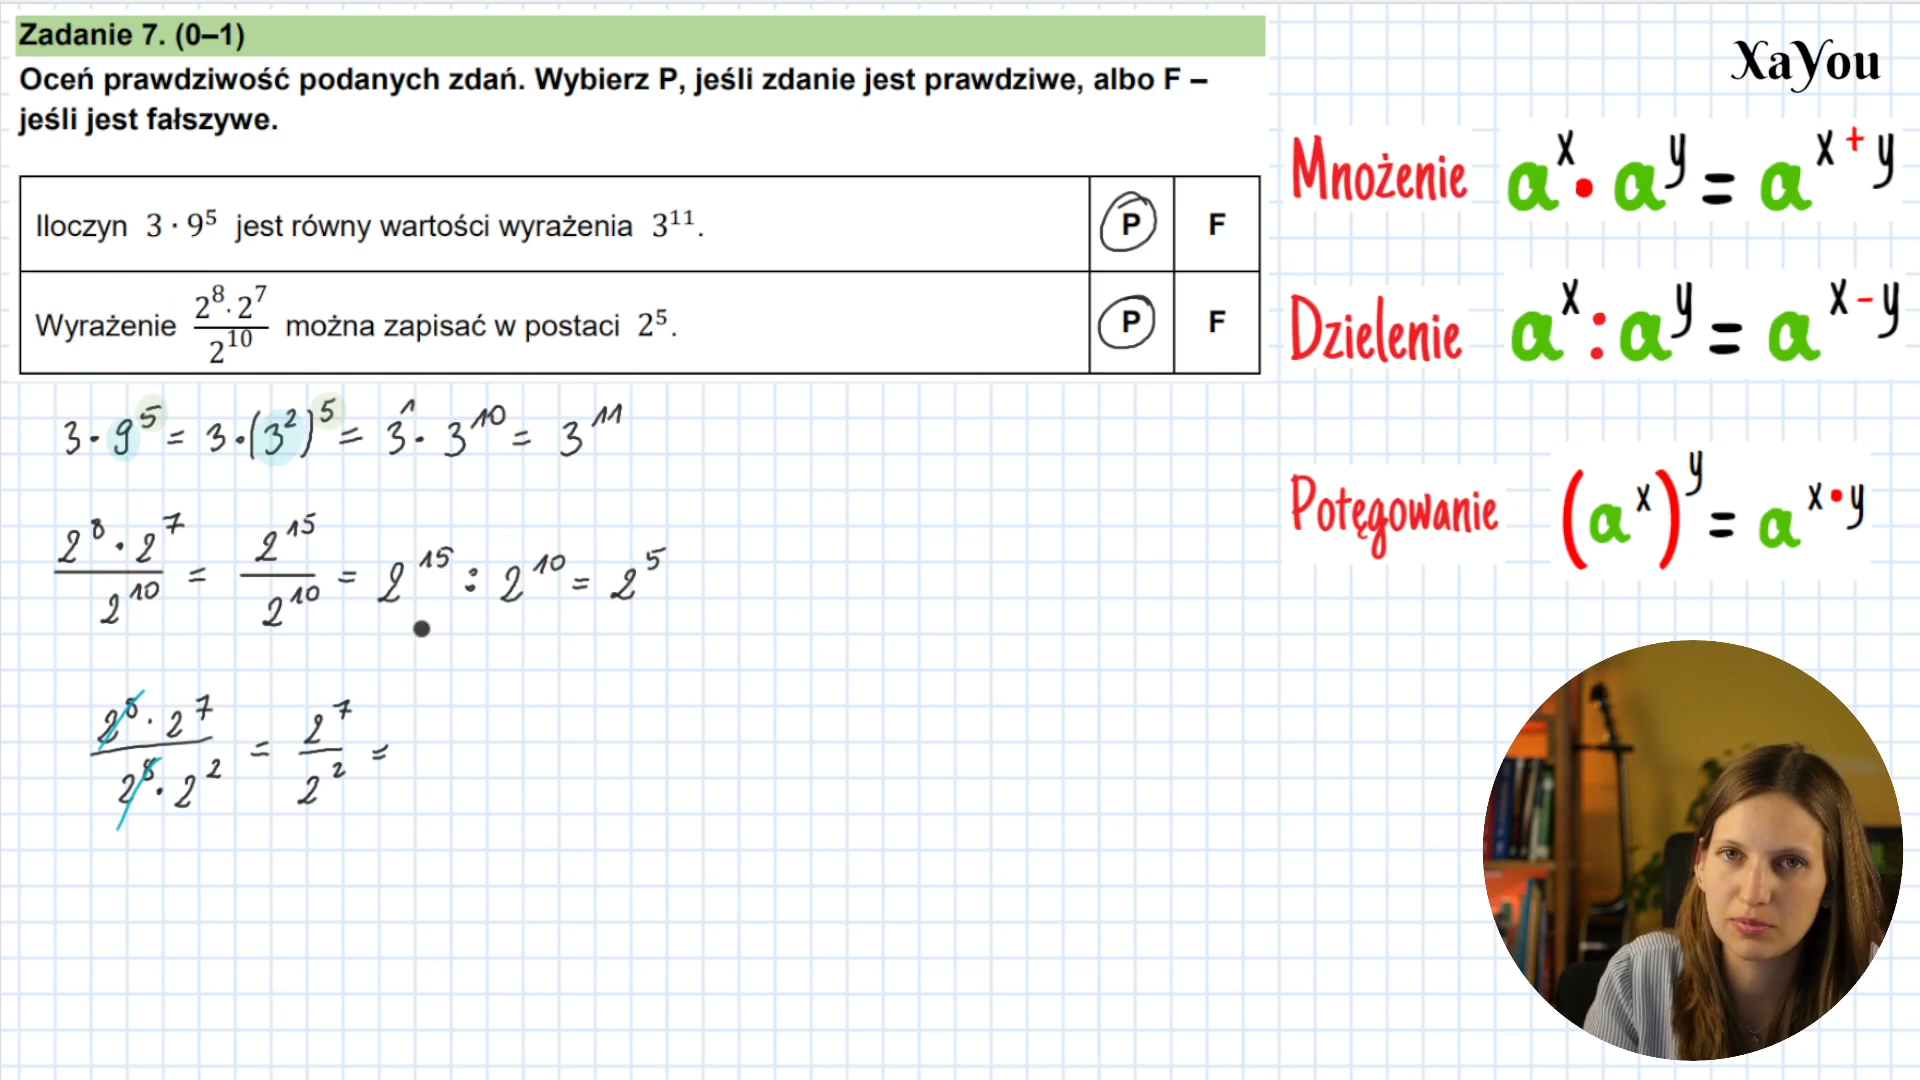 Zadanie 7. (0–1)
Oceń prawdziwość podanych zdań. Wybierz P, jeśli zdanie jest prawdziwe, albo F –
jeśli jest fałszywe.
Iloczyn 3 · 9⁵ jest równy wartości wyrażenia 3¹¹. P F
Wyrażenie (2⁸·2⁷)/2¹⁰ można zapisać w postaci 2⁵. P F
3 · 9⁵ = 3 · (3²)⁵ = 3¹ · 3¹⁰ = 3¹¹
(2⁸ · 2⁷)/2¹⁰ = 2¹⁵/2¹⁰ = 2¹⁵ : 2¹⁰ = 2⁵
(2⁸ · 2⁷)/(2⁸ · 2²) = 2⁷/2² =
XaYou
Mnożenie aˣ · aʸ = aˣ⁺ʸ
Dzielenie aˣ : aʸ = aˣ⁻ʸ
Potęgowanie (aˣ)ʸ = aˣ·ʸ